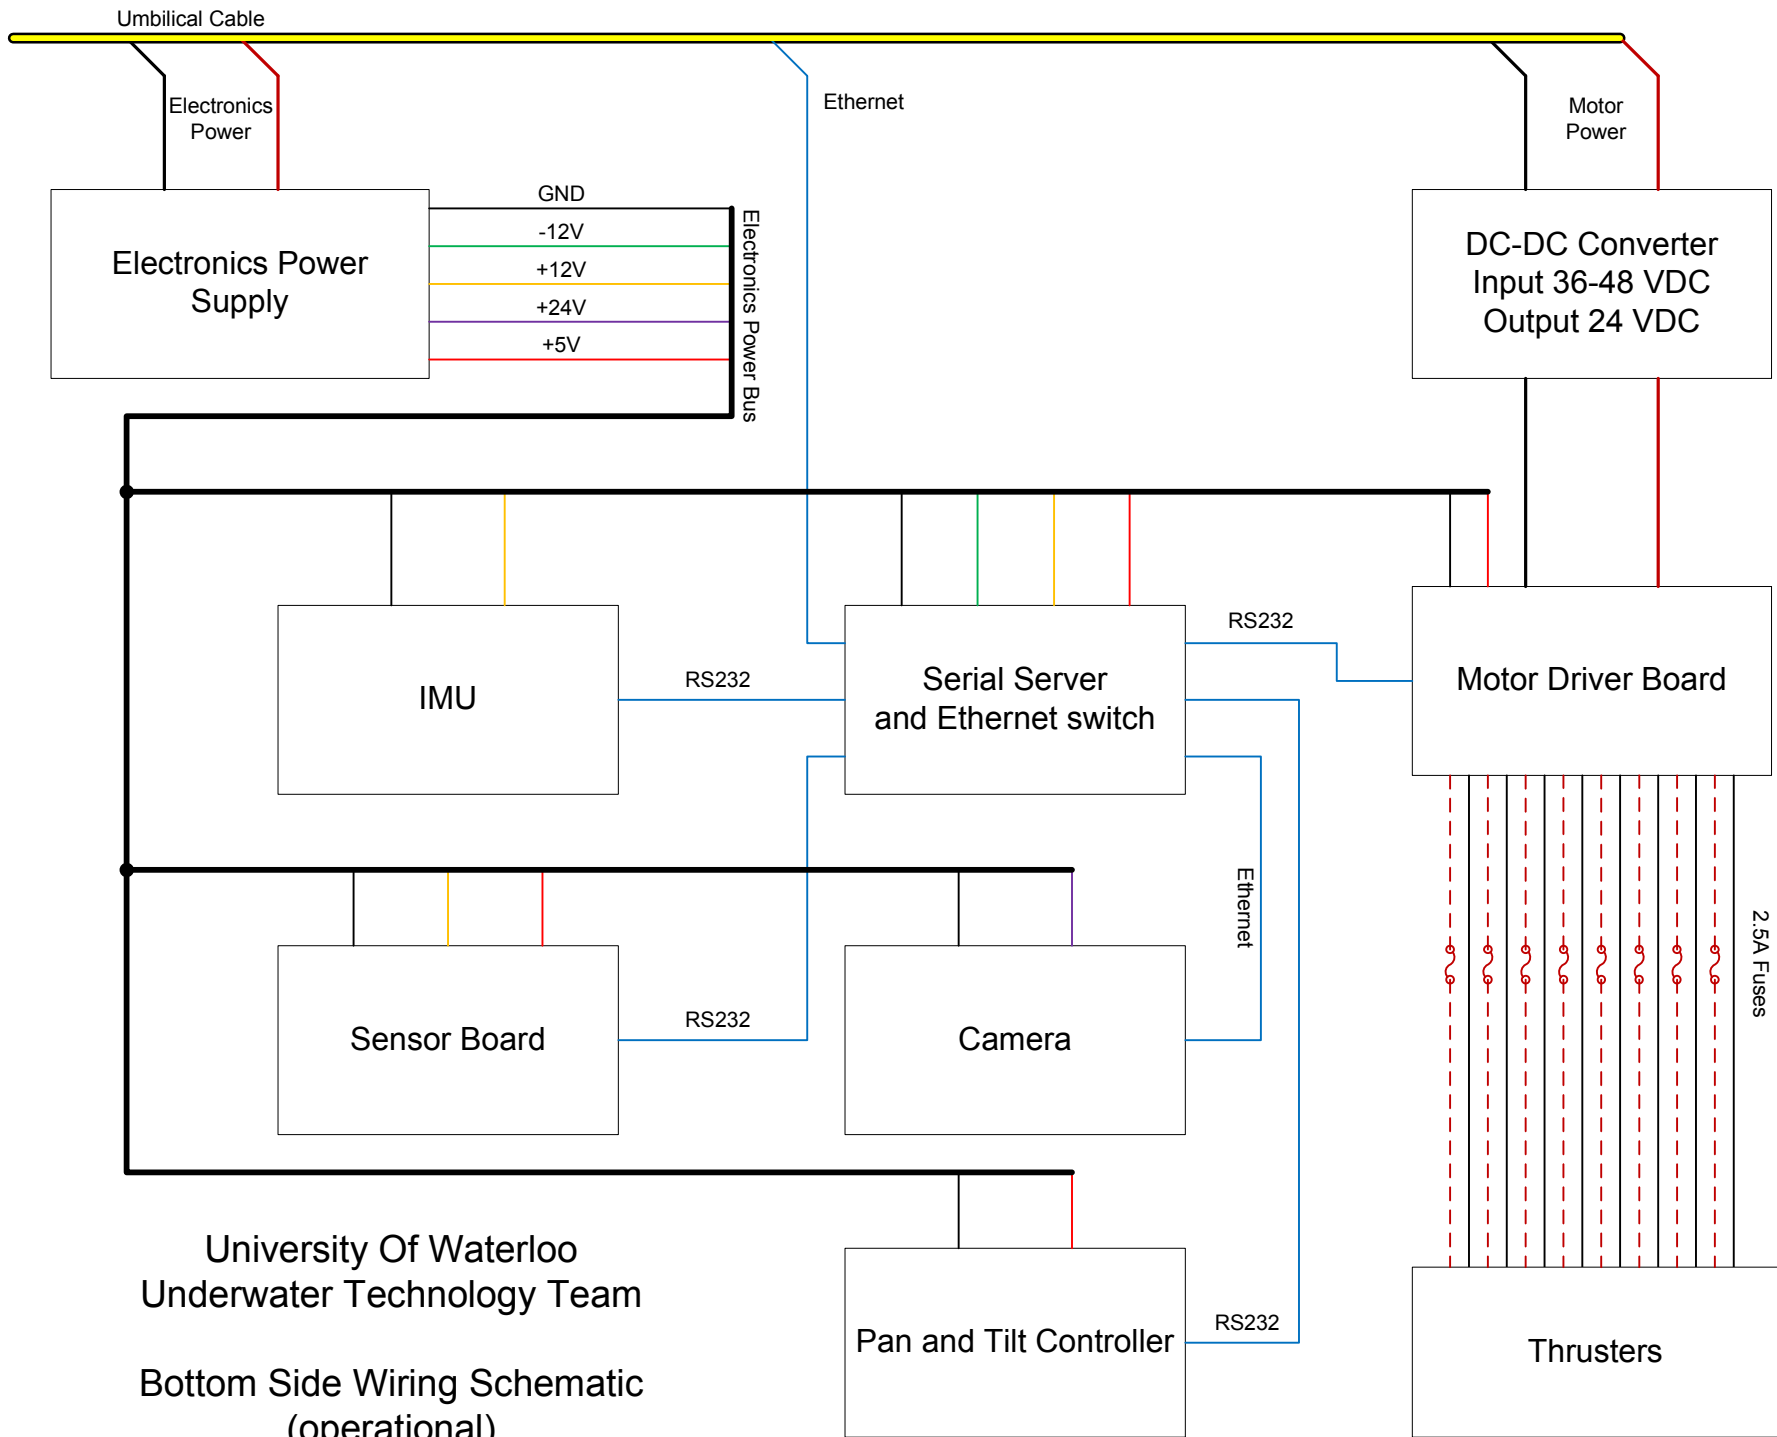 Umbilical Cable
Electronics
Power
Ethernet
Motor
Power
GND
-12V
+12V
+24V
+5V
Electronics Power Bus
Electronics Power
Supply
DC-DC Converter
Input 36-48 VDC
Output 24 VDC
IMU
RS232
Serial Server
and Ethernet switch
RS232
Motor Driver Board
Sensor Board
RS232
Camera
Ethernet
2.5A Fuses
University Of Waterloo
Underwater Technology Team
Bottom Side Wiring Schematic
(operational)
Pan and Tilt Controller
RS232
Thrusters